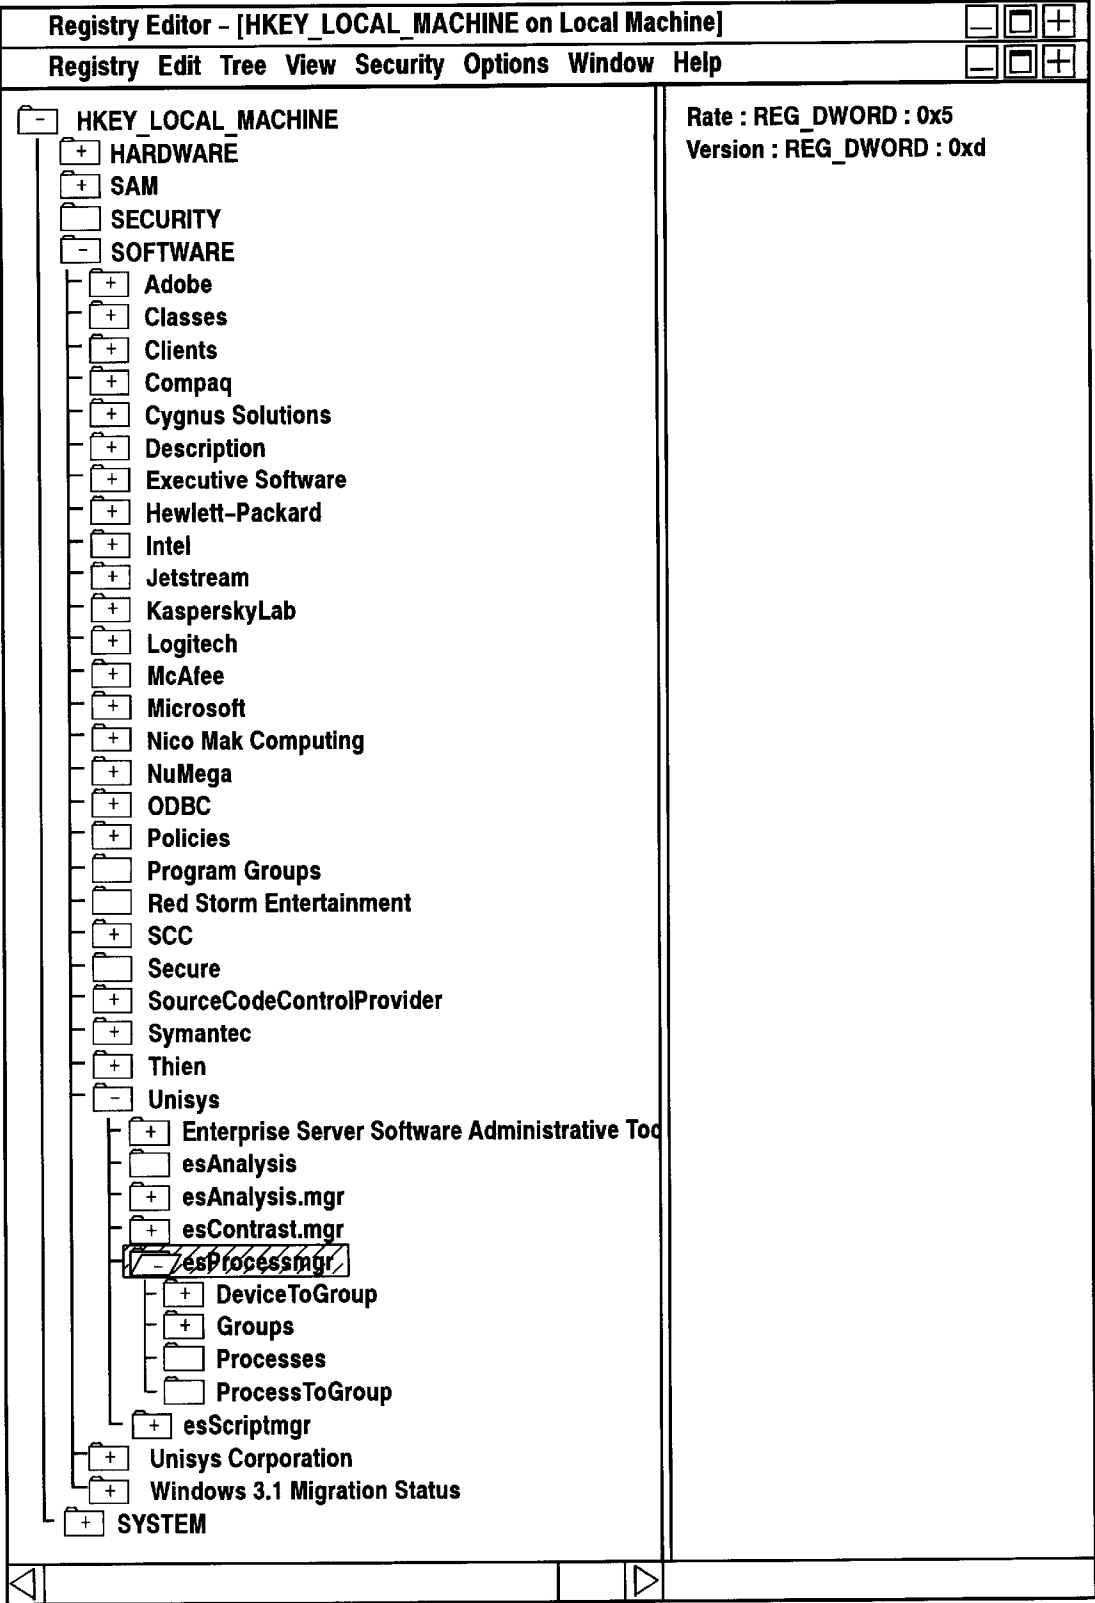 Registry Editor – [HKEY_LOCAL_MACHINE on Local Machine]
Registry Edit Tree View Security Options Window Help
HKEY_LOCAL_MACHINE
HARDWARE
SAM
SECURITY
SOFTWARE
Adobe
Classes
Clients
Compaq
Cygnus Solutions
Description
Executive Software
Hewlett–Packard
Intel
Jetstream
KasperskyLab
Logitech
McAfee
Microsoft
Nico Mak Computing
NuMega
ODBC
Policies
Program Groups
Red Storm Entertainment
SCC
Secure
SourceCodeControlProvider
Symantec
Thien
Unisys
Enterprise Server Software Administrative Too
esAnalysis
esAnalysis.mgr
esContrast.mgr
esProcessmgr
DeviceToGroup
Groups
Processes
ProcessToGroup
esScriptmgr
Unisys Corporation
Windows 3.1 Migration Status
SYSTEM
Rate : REG_DWORD : 0x5
Version : REG_DWORD : 0xd